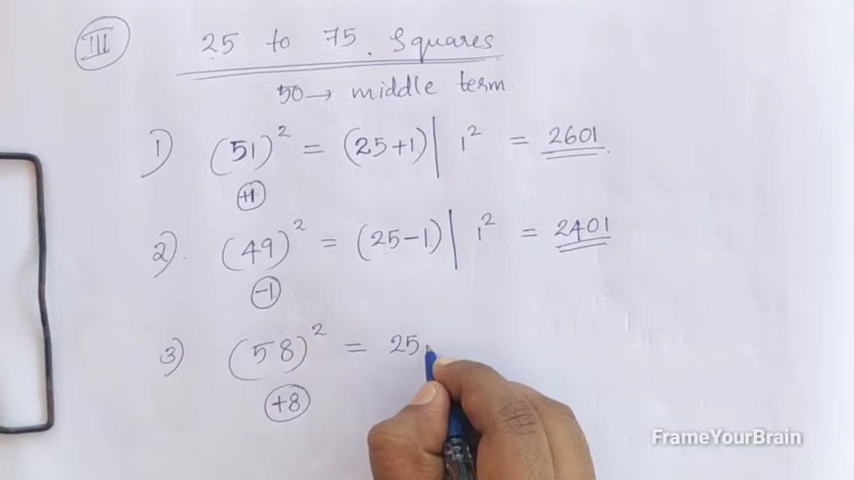 III 25 to 75. Squares
50→ middle term.
1) (51)² = (25+1)| 1² = 2601
+1
2). (49)² = (25-1)| 1² = 2401
-1
3) (58)² = 25
+8
FrameYourBrain